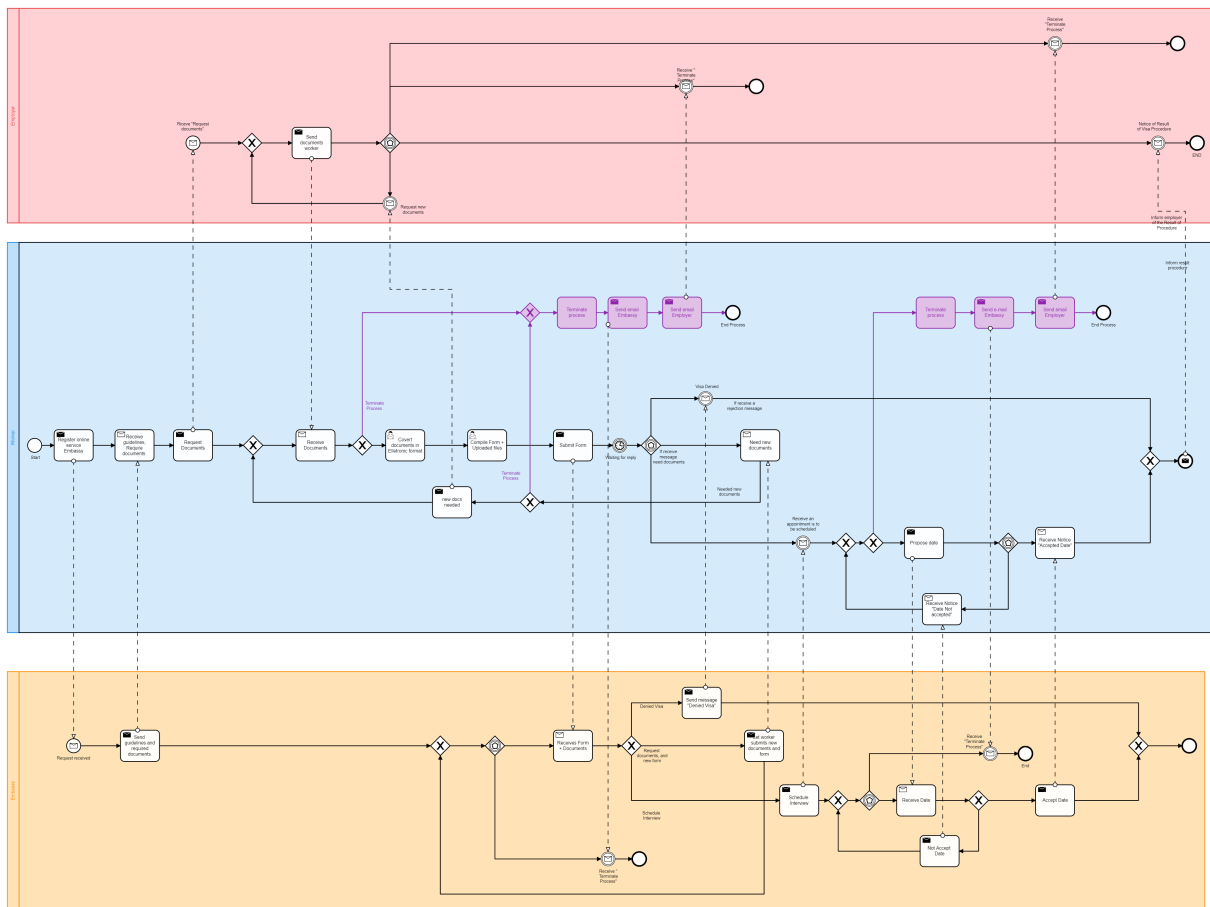 Employer
Receive
"Terminate
Process"
Receive "
Terminate
Process"
Recive "Request
documents"
Send
documents
worker
Request new
documents
Notice of Result
of Visa Procedure
END
Inform employer
of the Result of
Procedure
Inform result
procedure
Terminate
process
Send email
Embassy
Send email
Employer
End Process
Terminate
process
Send e-mail
Embassy
Send email
Employer
End Process
Visa Denied
If receive a
rejection message
Terminate
Process
Start
Register online
service
Embassy
Receive
guidelines,
Require
documents
Request
Documents
Receive
Documents
Covert
documents in
Elletronic format
Compile Form +
Uploaded files
Submit Form
Waiting for reply
If receive
message
need documents
Need new
documents
Terminate
Process
new docs
needed
Needed new
documents
Receive an
appointment is to
be scheduled
Propose date
Receive Notice
"Accepted Date"
Receive Notice
"Date Not
accepted"
Embassy
Request received
Send
guidelines and
required
documents
Receives Form
+ Documents
Denied Visa
Send message
"Denied Visa"
Request
documents, and
new form
worker
submits new
documents and
form
Schedule
Interview
Schedule
Interview
Receive
"Terminate
Process"
End
Receive Date
Accept Date
Not Accept
Date
Receive "
Terminate
Process"